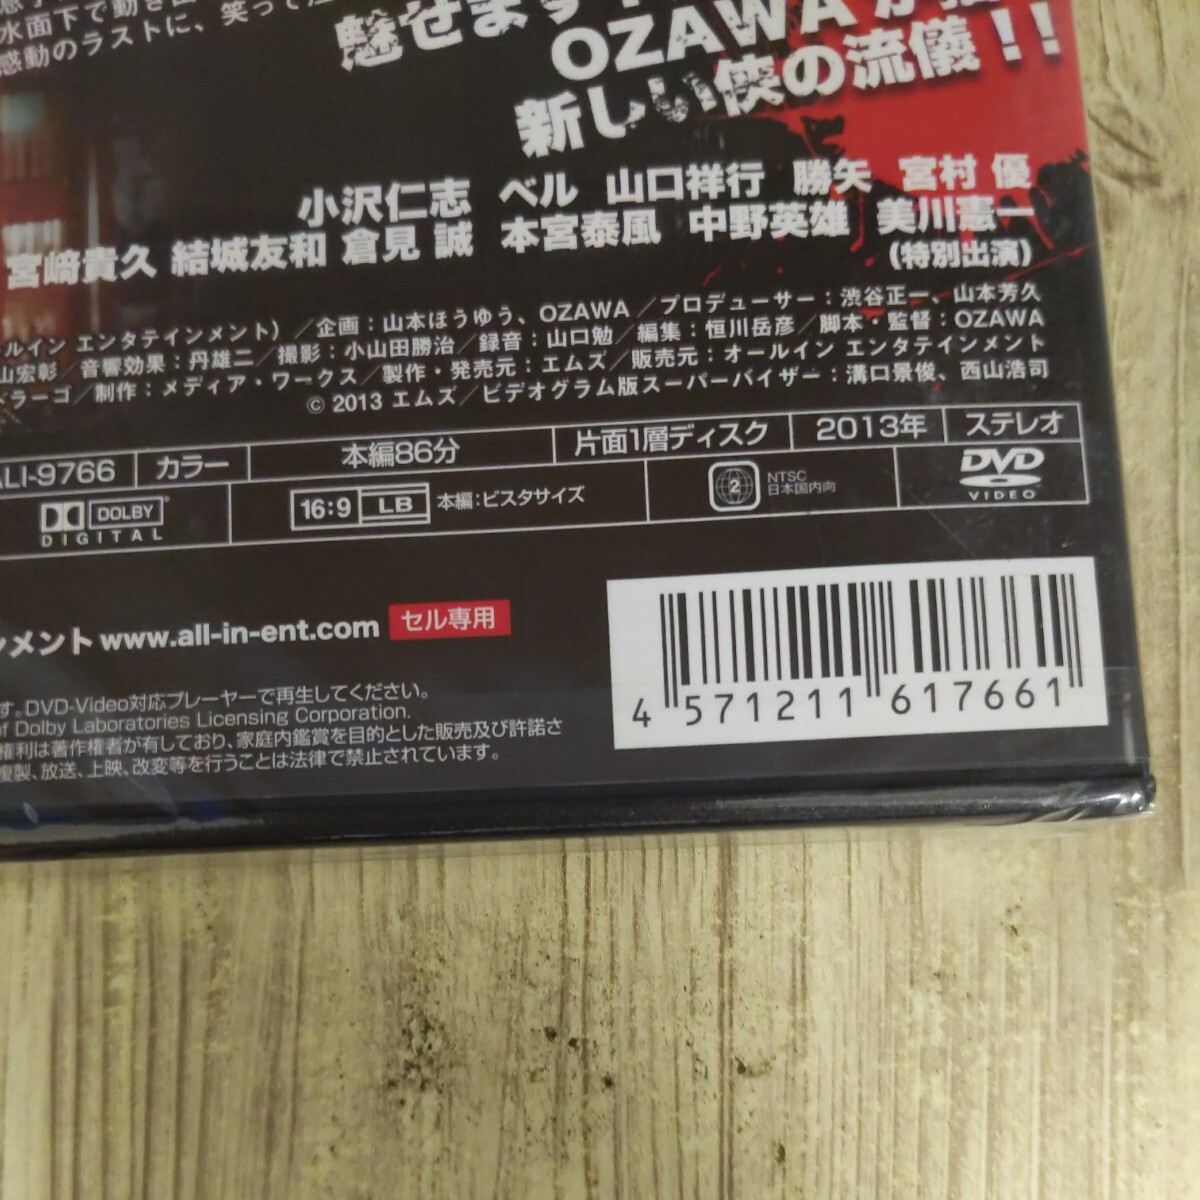 水面下で動き出
感動のラストに、笑って泣
魅せます
OZAWAが
新しい侠の流儀!!
小沢仁志 ベル 山口祥行 勝矢 宮村 優
宮﨑貴久 結城友和 倉見 誠 本宮泰風 中野英雄 美川憲一
(特別出演)
ールイン エンタテインメント)/企画:山本ほうゆう、OZAWA/プロデューサー:渋谷正一、山本芳久
山宏彰/音響効果:丹雄二/撮影:小山田勝治/録音:山口勉/編集:恒川岳彦/脚本・監督:OZAWA
ドラーゴ/制作:メディア・ワークス/製作・発売元:エムズ/販売元:オールイン エンタテインメント
© 2013 エムズ/ビデオグラム版スーパーバイザー:溝口景俊、西山浩司
ALI-9766 カラー 本編86分 片面1層ディスク 2013年 ステレオ
DOLBY DIGITAL 16:9 LB 本編:ビスタサイズ 2 NTSC 日本国内向 DVD VIDEO
ンメント www.all-in-ent.com セル専用
す。DVD-Video対応プレーヤーで再生してください。
of Dolby Laboratories Licensing Corporation.
権利は著作権者が有しており、家庭内鑑賞を目的とした販売及び許諾さ
複製、放送、上映、改変等を行うことは法律で禁止されています。
4 571211 617661